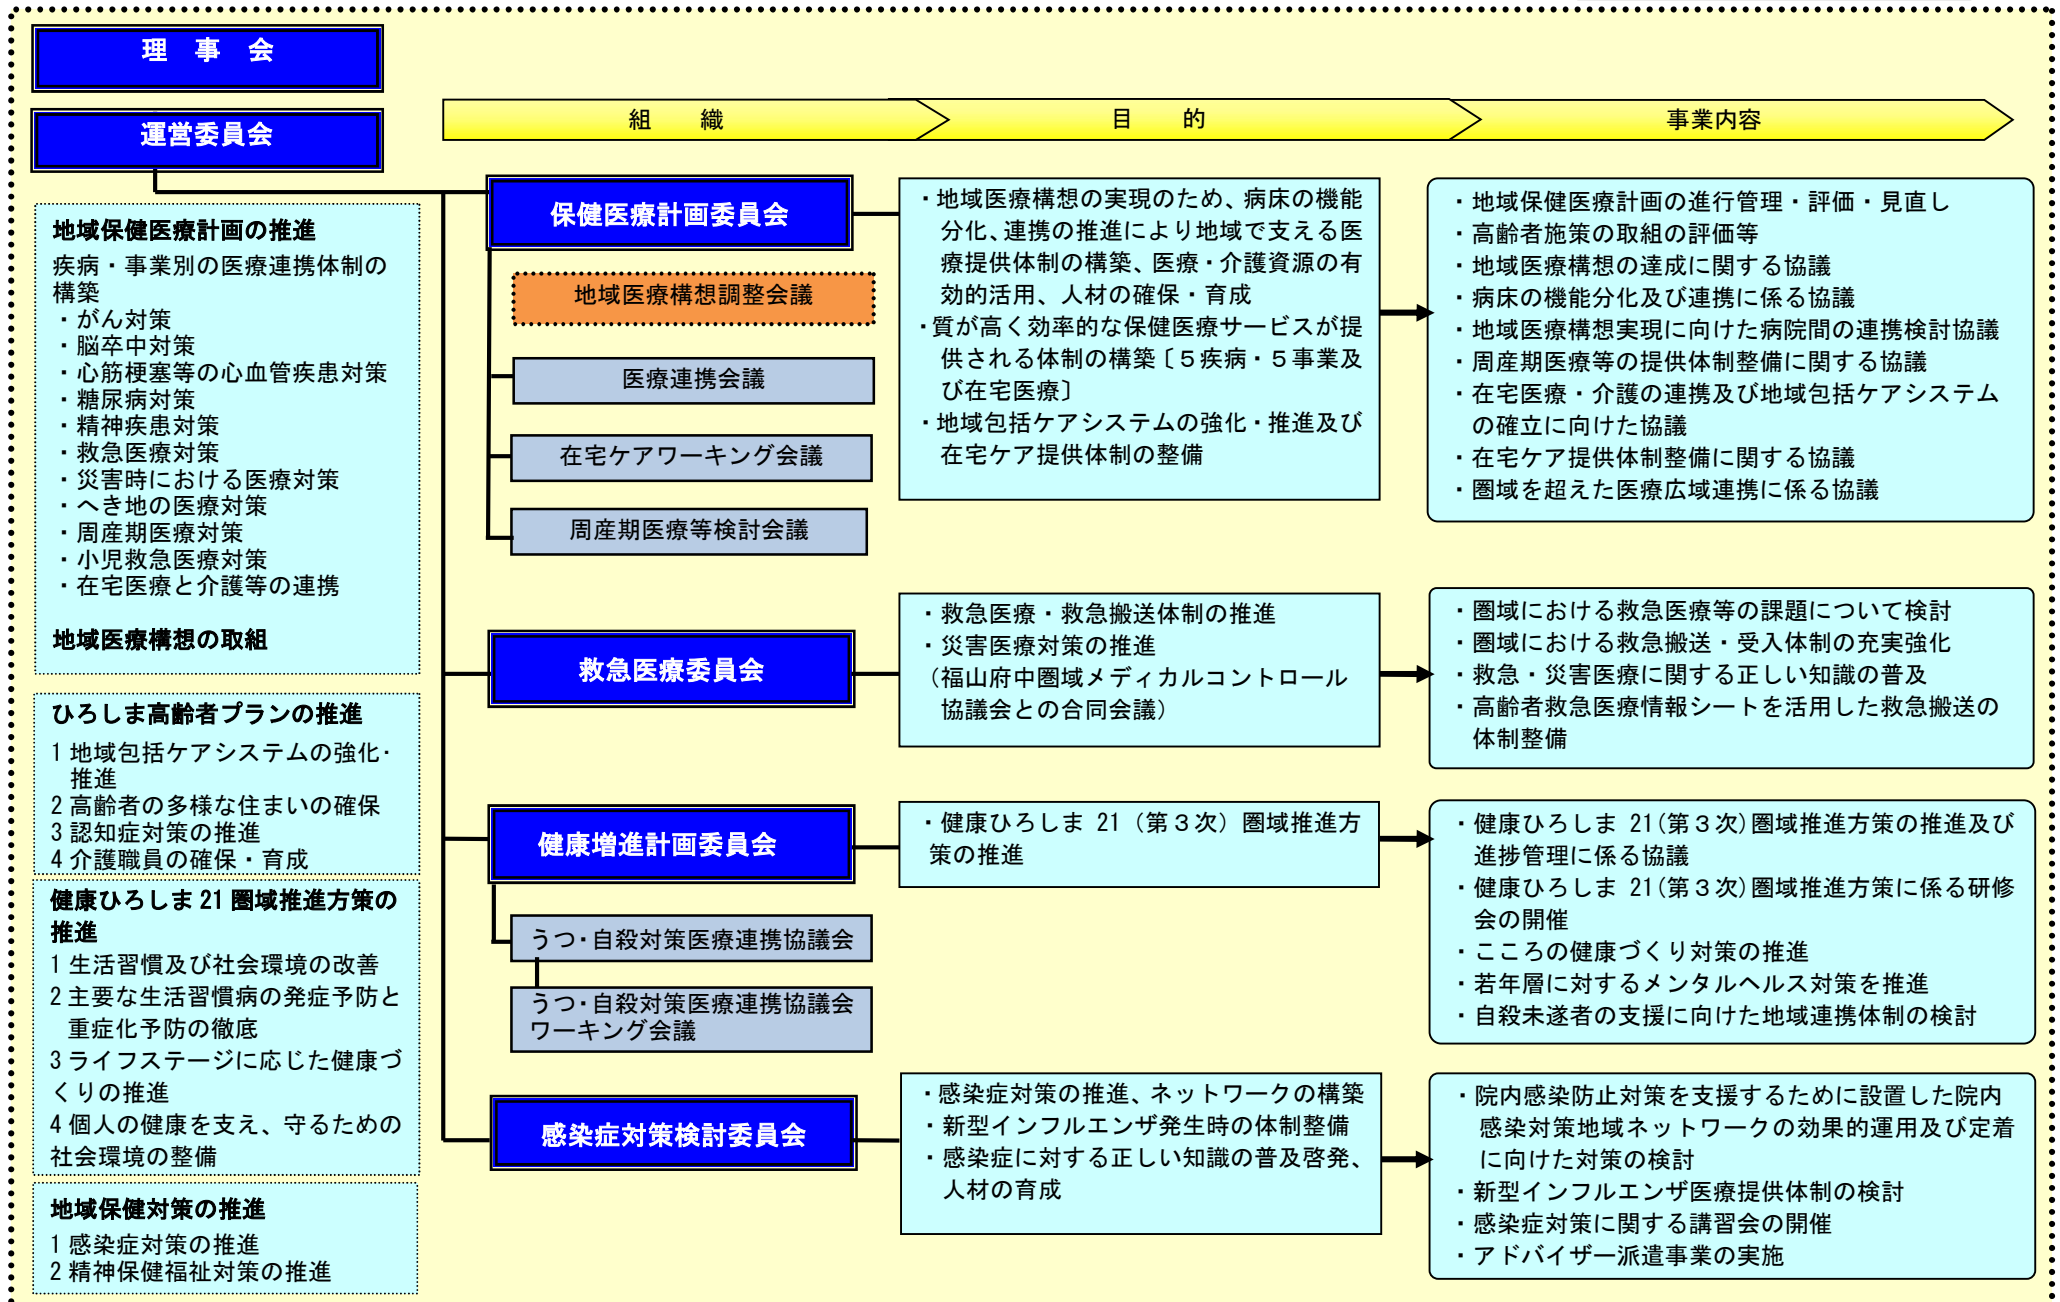 理　事　会
運営委員会
組　　織
目　　的
事業内容
地域保健医療計画の推進
疾病・事業別の医療連携体制の
構築
・がん対策
・脳卒中対策
・心筋梗塞等の心血管疾患対策
・糖尿病対策
・精神疾患対策
・救急医療対策
・災害時における医療対策
・へき地の医療対策
・周産期医療対策
・小児救急医療対策
・在宅医療と介護等の連携
地域医療構想の取組
ひろしま高齢者プランの推進
1 地域包括ケアシステムの強化・
推進
2 高齢者の多様な住まいの確保
3 認知症対策の推進
4 介護職員の確保・育成
健康ひろしま 21 圏域推進方策の
推進
1 生活習慣及び社会環境の改善
2 主要な生活習慣病の発症予防と
重症化予防の徹底
3 ライフステージに応じた健康づ
くりの推進
4 個人の健康を支え、守るための
社会環境の整備
地域保健対策の推進
1 感染症対策の推進
2 精神保健福祉対策の推進
保健医療計画委員会
地域医療構想調整会議
医療連携会議
在宅ケアワーキング会議
周産期医療等検討会議
・地域医療構想の実現のため、病床の機能
分化、連携の推進により地域で支える医
療提供体制の構築、医療・介護資源の有
効的活用、人材の確保・育成
・質が高く効率的な保健医療サービスが提
供される体制の構築〔５疾病・５事業及
び在宅医療〕
・地域包括ケアシステムの強化・推進及び
在宅ケア提供体制の整備
・地域保健医療計画の進行管理・評価・見直し
・高齢者施策の取組の評価等
・地域医療構想の達成に関する協議
・病床の機能分化及び連携に係る協議
・地域医療構想実現に向けた病院間の連携検討協議
・周産期医療等の提供体制整備に関する協議
・在宅医療・介護の連携及び地域包括ケアシステム
の確立に向けた協議
・在宅ケア提供体制整備に関する協議
・圏域を超えた医療広域連携に係る協議
救急医療委員会
・救急医療・救急搬送体制の推進
・災害医療対策の推進
（福山府中圏域メディカルコントロール
協議会との合同会議）
・圏域における救急医療等の課題について検討
・圏域における救急搬送・受入体制の充実強化
・救急・災害医療に関する正しい知識の普及
・高齢者救急医療情報シートを活用した救急搬送の
体制整備
健康増進計画委員会
うつ・自殺対策医療連携協議会
うつ・自殺対策医療連携協議会
ワーキング会議
・健康ひろしま 21（第３次）圏域推進方
策の推進
・健康ひろしま 21(第３次)圏域推進方策の推進及び
進捗管理に係る協議
・健康ひろしま 21(第３次)圏域推進方策に係る研修
会の開催
・こころの健康づくり対策の推進
・若年層に対するメンタルヘルス対策を推進
・自殺未遂者の支援に向けた地域連携体制の検討
感染症対策検討委員会
・感染症対策の推進、ネットワークの構築
・新型インフルエンザ発生時の体制整備
・感染症に対する正しい知識の普及啓発、
人材の育成
・院内感染防止対策を支援するために設置した院内
感染対策地域ネットワークの効果的運用及び定着
に向けた対策の検討
・新型インフルエンザ医療提供体制の検討
・感染症対策に関する講習会の開催
・アドバイザー派遣事業の実施